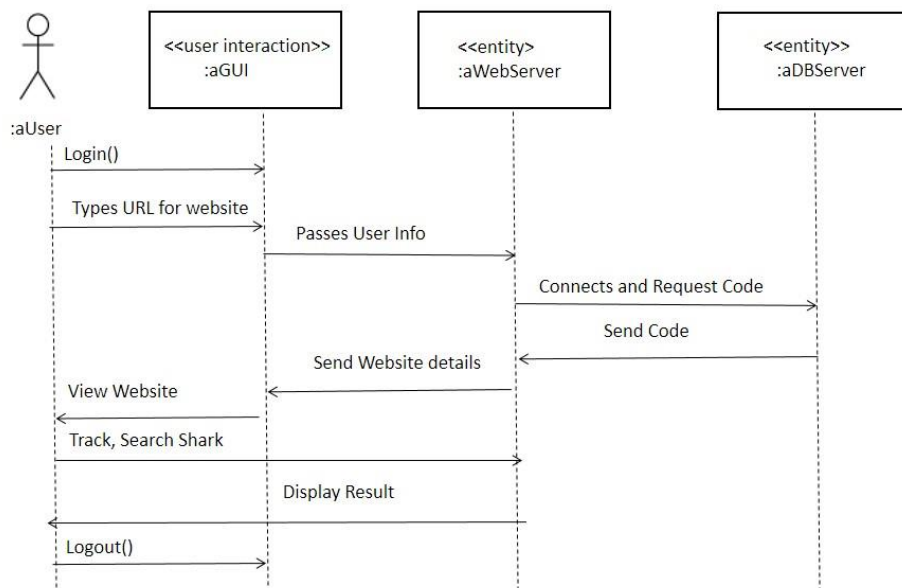 <<user interaction>>
:aGUI
<<entity>
:aWebServer
<<entity>>
:aDBServer
:aUser
Login()
Types URL for website
Passes User Info
Connects and Request Code
Send Code
Send Website details
View Website
Track, Search Shark
Display Result
Logout()